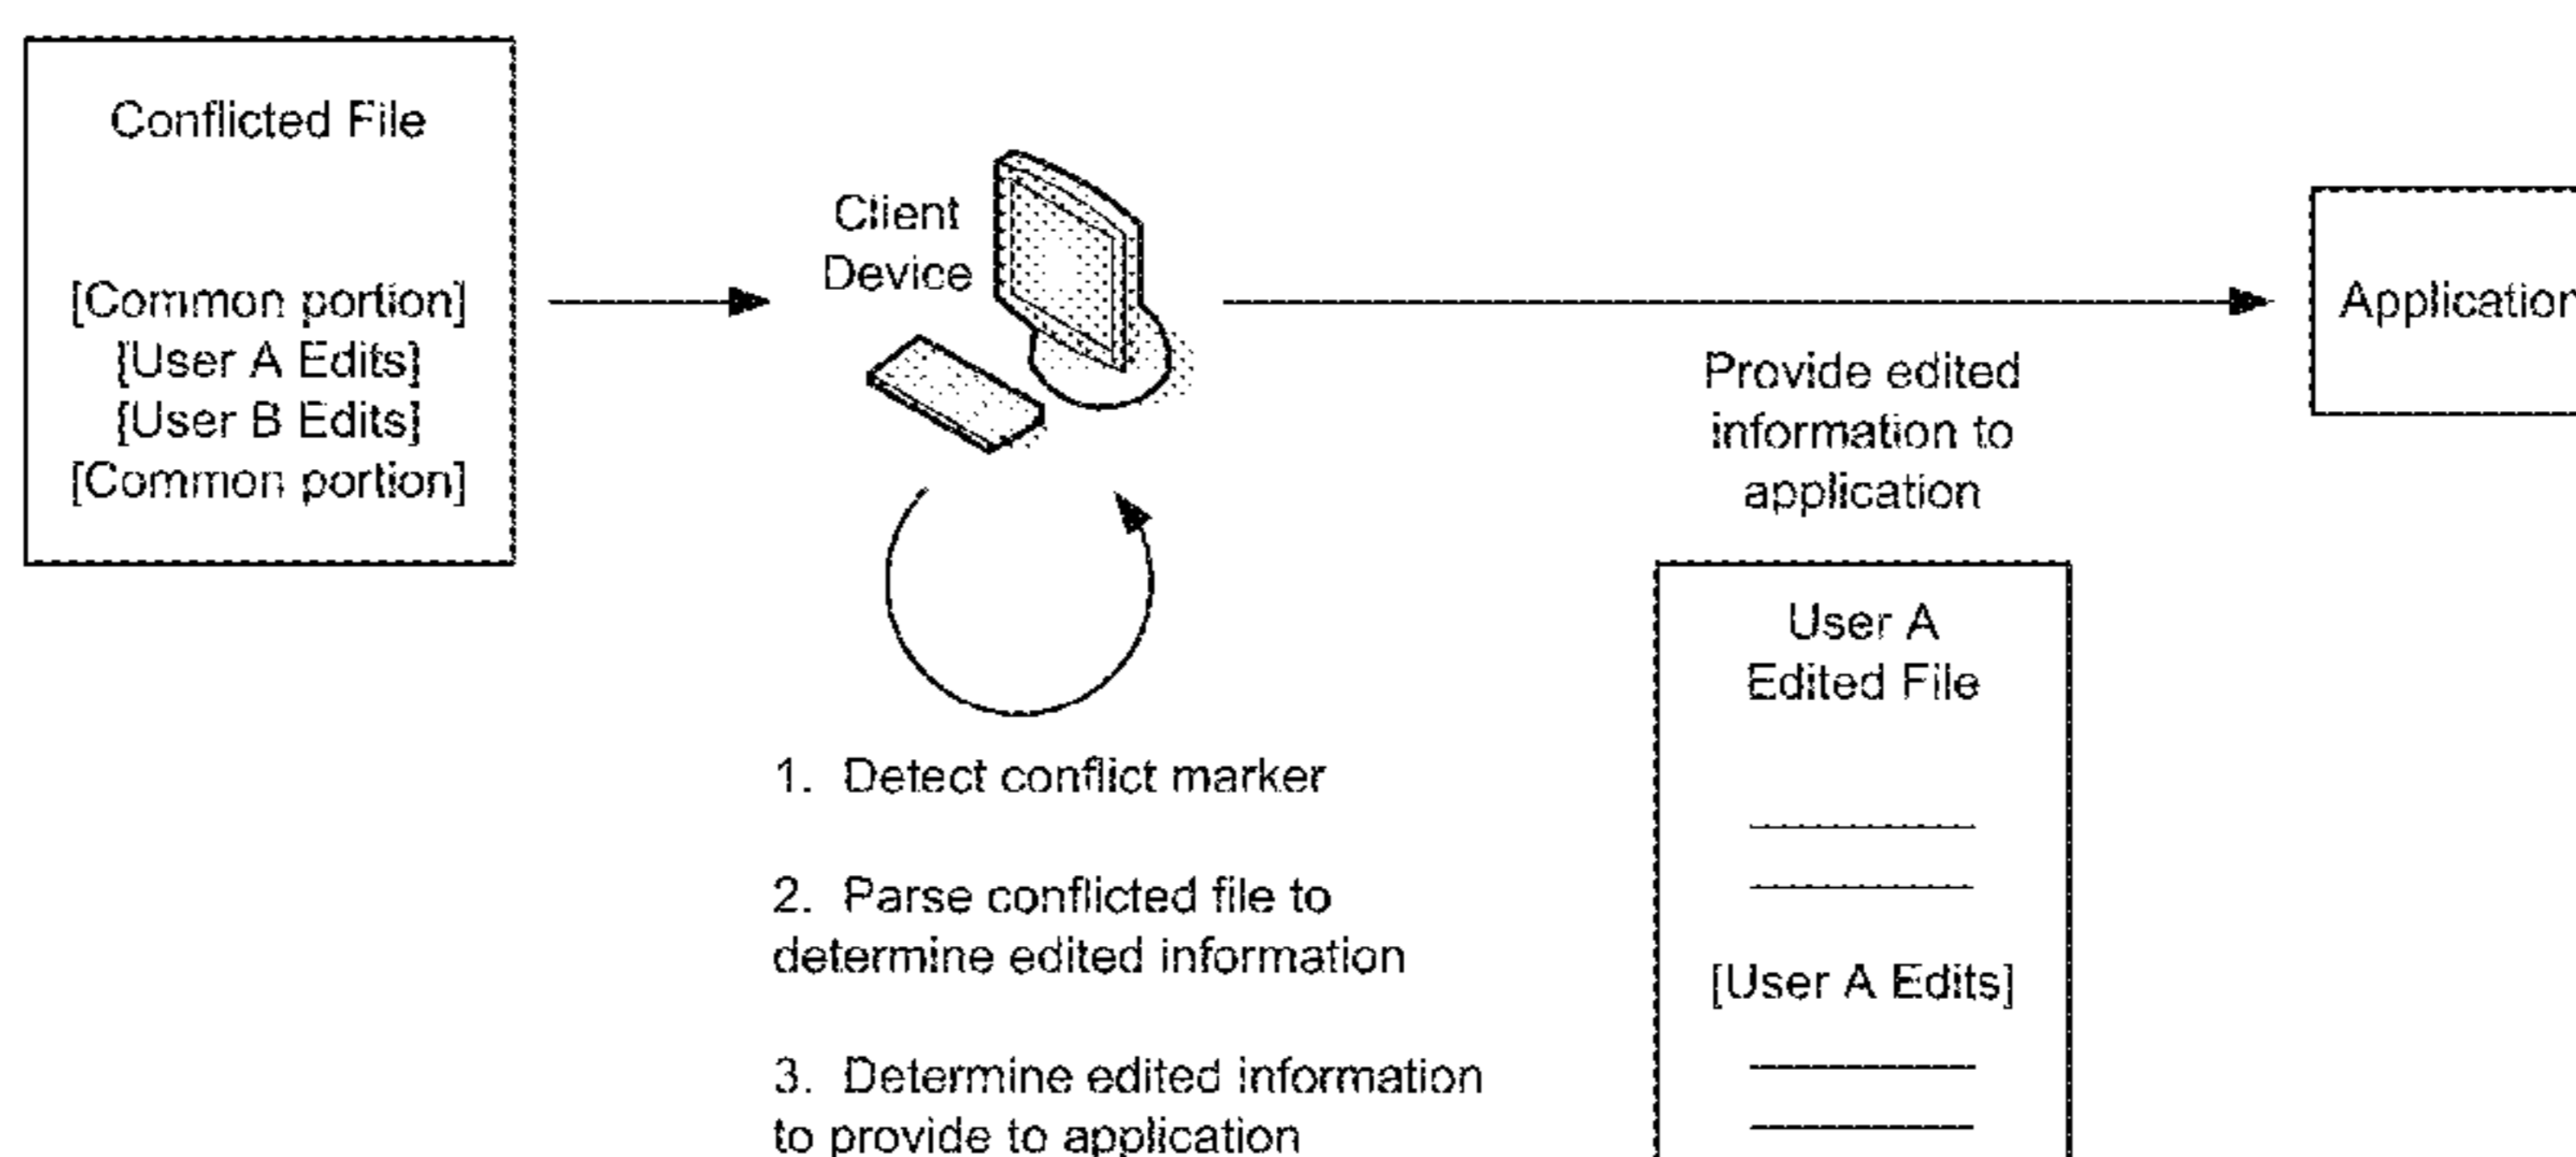 Conflicted File
[Common portion]
[User A Edits]
[User B Edits]
[Common portion]
Client
Device
Provide edited
information to
application
Application
1. Detect conflict marker
2. Parse conflicted file to
determine edited information
3. Determine edited information
to provide to application
User A
Edited File
[User A Edits]